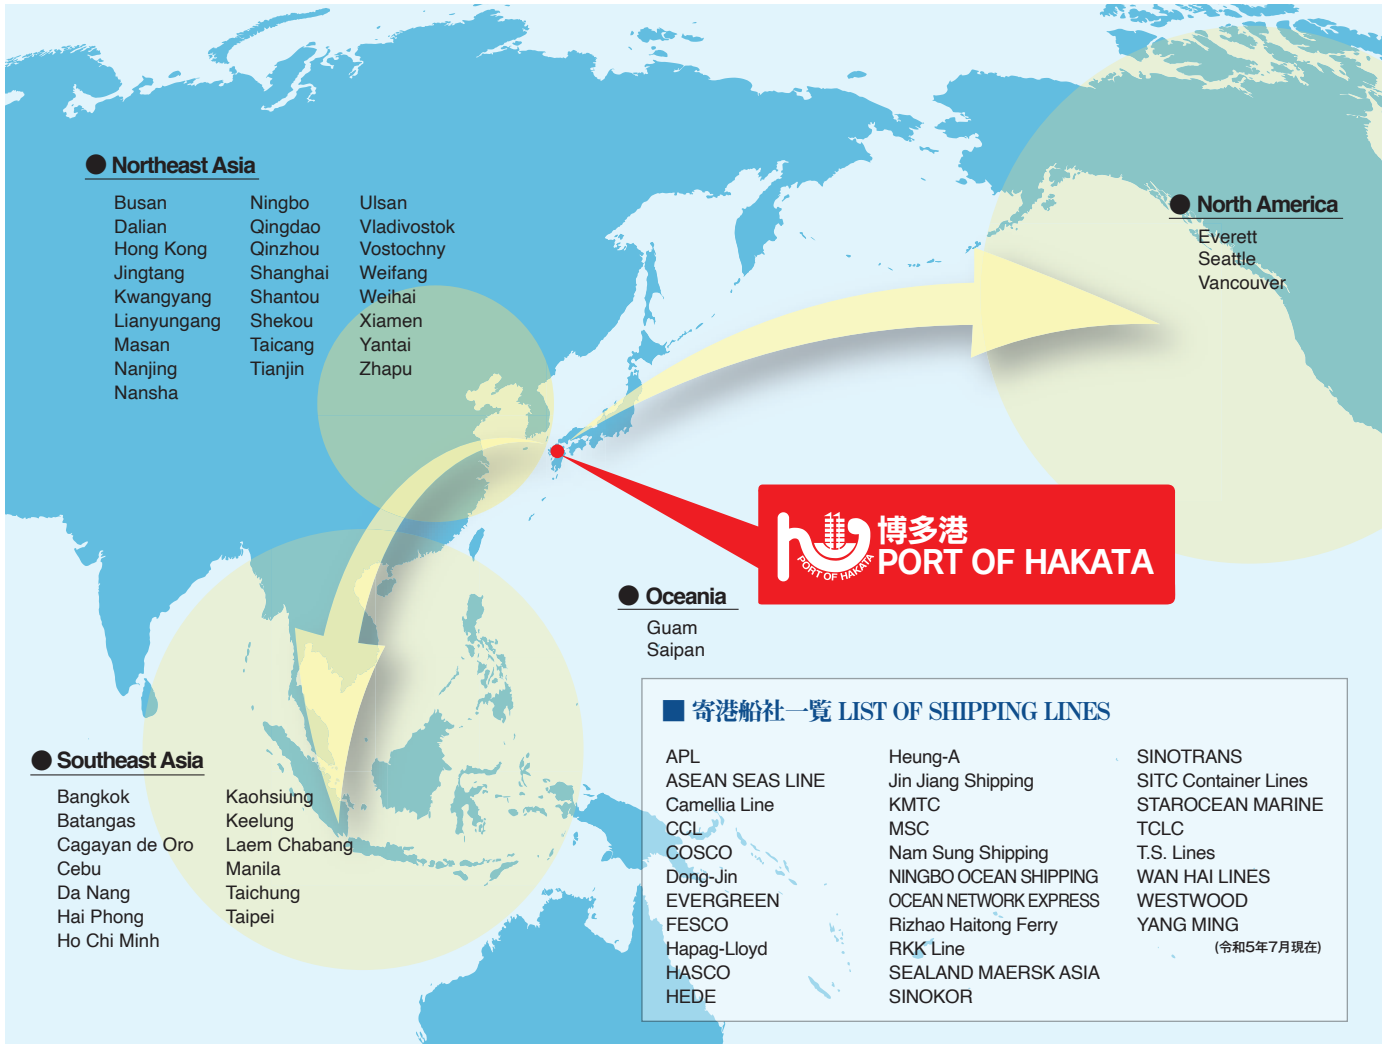 ● Northeast Asia
Busan
Dalian
Hong Kong
Jingtang
Kwangyang
Lianyungang
Masan
Nanjing
Nansha
Ningbo
Qingdao
Qinzhou
Shanghai
Shantou
Shekou
Taicang
Tianjin
Ulsan
Vladivostok
Vostochny
Weifang
Weihai
Xiamen
Yantai
Zhapu
● North America
Everett
Seattle
Vancouver
博多港
PORT OF HAKATA
PORT OF HAKATA
● Oceania
Guam
Saipan
● Southeast Asia
Bangkok
Batangas
Cagayan de Oro
Cebu
Da Nang
Hai Phong
Ho Chi Minh
Kaohsiung
Keelung
Laem Chabang
Manila
Taichung
Taipei
■ 寄港船社一覧 LIST OF SHIPPING LINES
APL
ASEAN SEAS LINE
Camellia Line
CCL
COSCO
Dong-Jin
EVERGREEN
FESCO
Hapag-Lloyd
HASCO
HEDE
Heung-A
Jin Jiang Shipping
KMTC
MSC
Nam Sung Shipping
NINGBO OCEAN SHIPPING
OCEAN NETWORK EXPRESS
Rizhao Haitong Ferry
RKK Line
SEALAND MAERSK ASIA
SINOKOR
SINOTRANS
SITC Container Lines
STAROCEAN MARINE
TCLC
T.S. Lines
WAN HAI LINES
WESTWOOD
YANG MING
(令和5年7月現在)